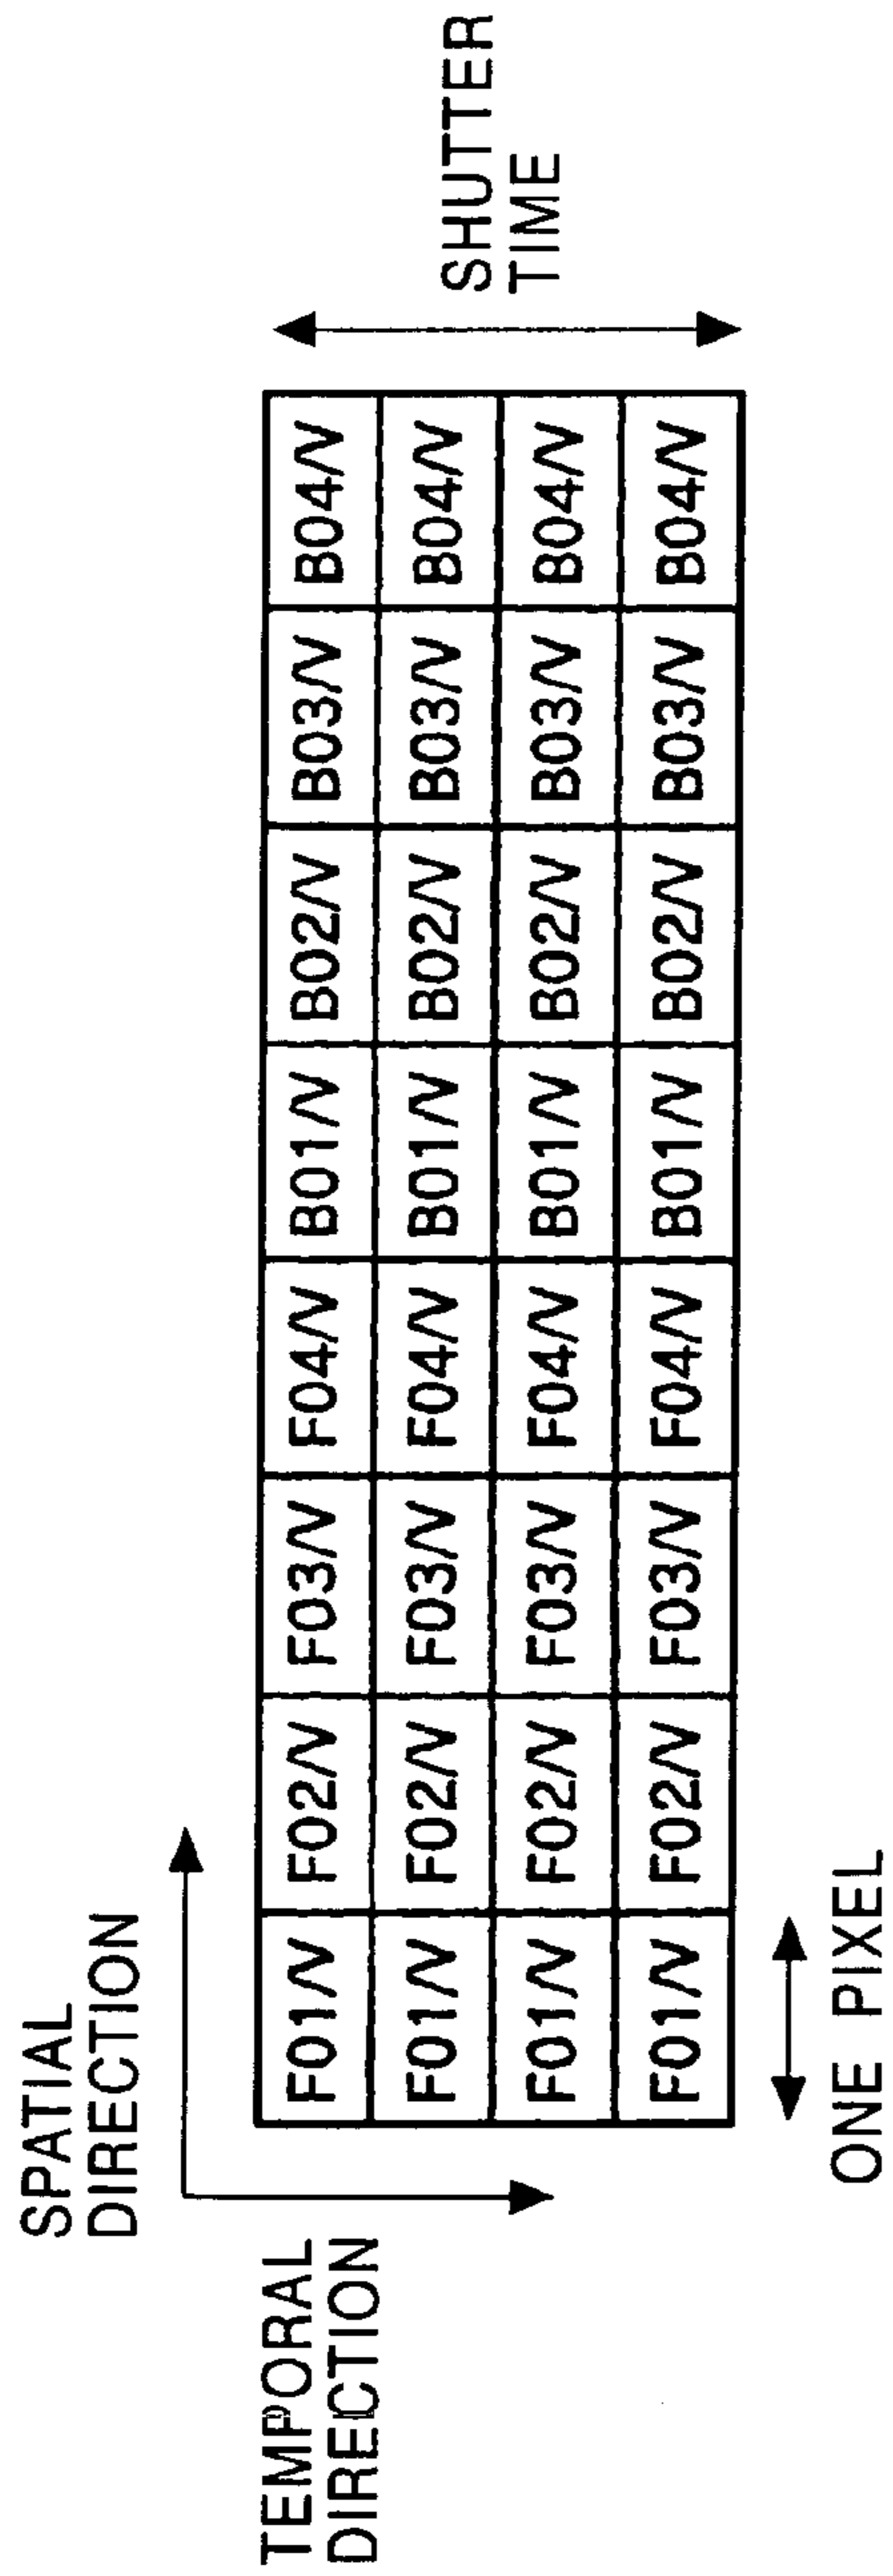 SPATIAL
DIRECTION
TEMPORAL
DIRECTION
F01/V F02/V F03/V F04/V B01/V B02/V B03/V B04/V
F01/V F02/V F03/V F04/V B01/V B02/V B03/V B04/V
F01/V F02/V F03/V F04/V B01/V B02/V B03/V B04/V
F01/V F02/V F03/V F04/V B01/V B02/V B03/V B04/V
SHUTTER
TIME
ONE PIXEL